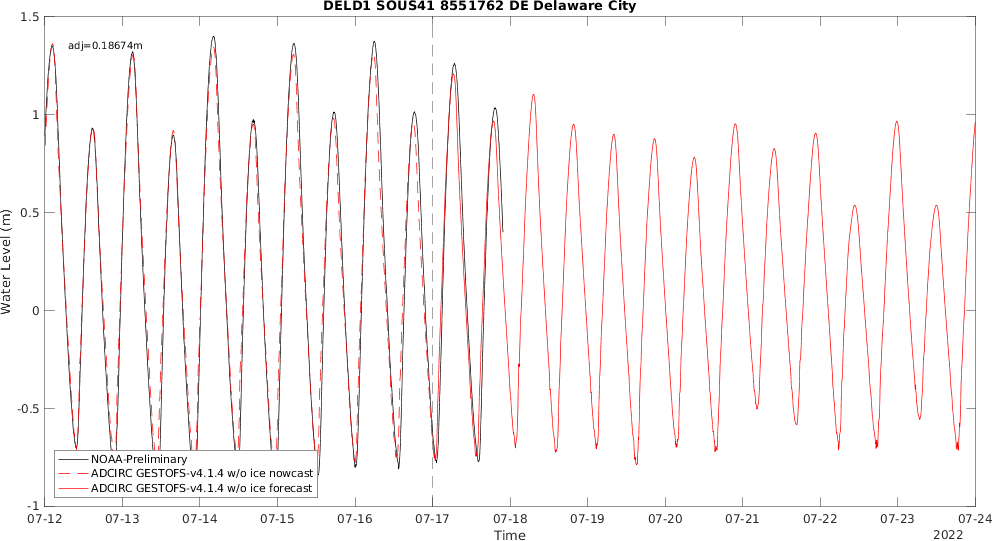 DELD1 SOUS41 8551762 DE Delaware City
adj=0.18674m
1.5
1
0.5
0
-0.5
-1
Water Level (m)
NOAA-Preliminary
ADCIRC GESTOFS-v4.1.4 w/o ice nowcast
ADCIRC GESTOFS-v4.1.4 w/o ice forecast
07-12 07-13 07-14 07-15 07-16 07-17 07-18 07-19 07-20 07-21 07-22 07-23 07-24
Time
2022